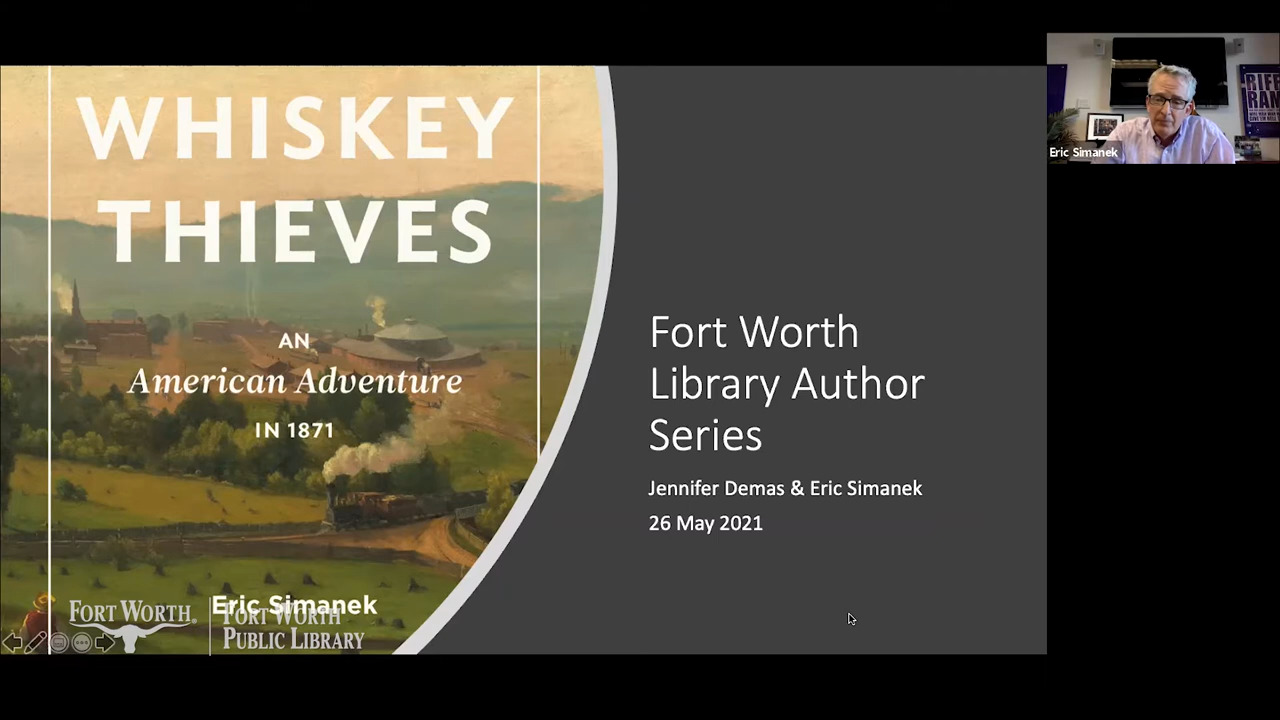 WHISKEY
THIEVES
AN
American Adventure
IN 1871
Eric Simanek
FORT WORTH®
FORT WORTH
PUBLIC LIBRARY
Fort Worth
Library Author
Series
Jennifer Demas & Eric Simanek
26 May 2021
Eric Simanek